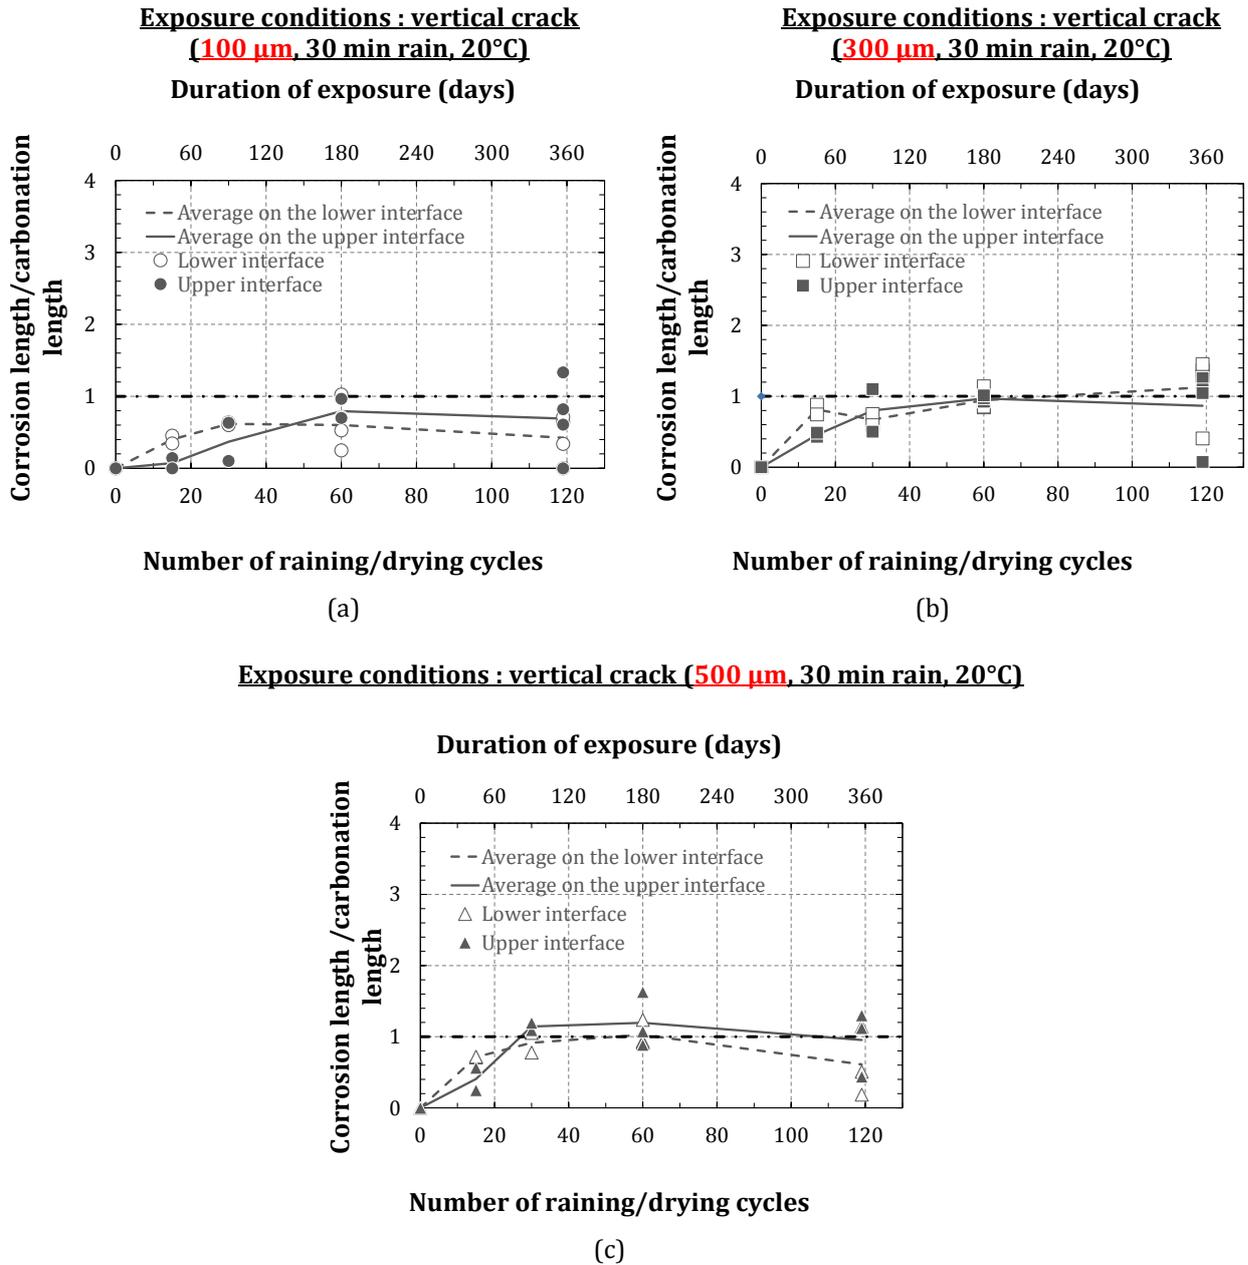 Exposure conditions : vertical crack
(100 µm, 30 min rain, 20°C)
Duration of exposure (days)
0 60 120 180 240 300 360
Corrosion length/carbonation
length
4
3
2
1
0
Average on the lower interface
Average on the upper interface
Lower interface
Upper interface
0 20 40 60 80 100 120
Number of raining/drying cycles
(a)
Exposure conditions : vertical crack
(300 µm, 30 min rain, 20°C)
Duration of exposure (days)
0 60 120 180 240 300 360
Corrosion length/carbonation
length
4
3
2
1
0
Average on the lower interface
Average on the upper interface
Lower interface
Upper interface
0 20 40 60 80 100 120
Number of raining/drying cycles
(b)
Exposure conditions : vertical crack (500 µm, 30 min rain, 20°C)
Duration of exposure (days)
0 60 120 180 240 300 360
Corrosion length /carbonation
length
4
3
2
1
0
Average on the lower interface
Average on the upper interface
Lower interface
Upper interface
0 20 40 60 80 100 120
Number of raining/drying cycles
(c)